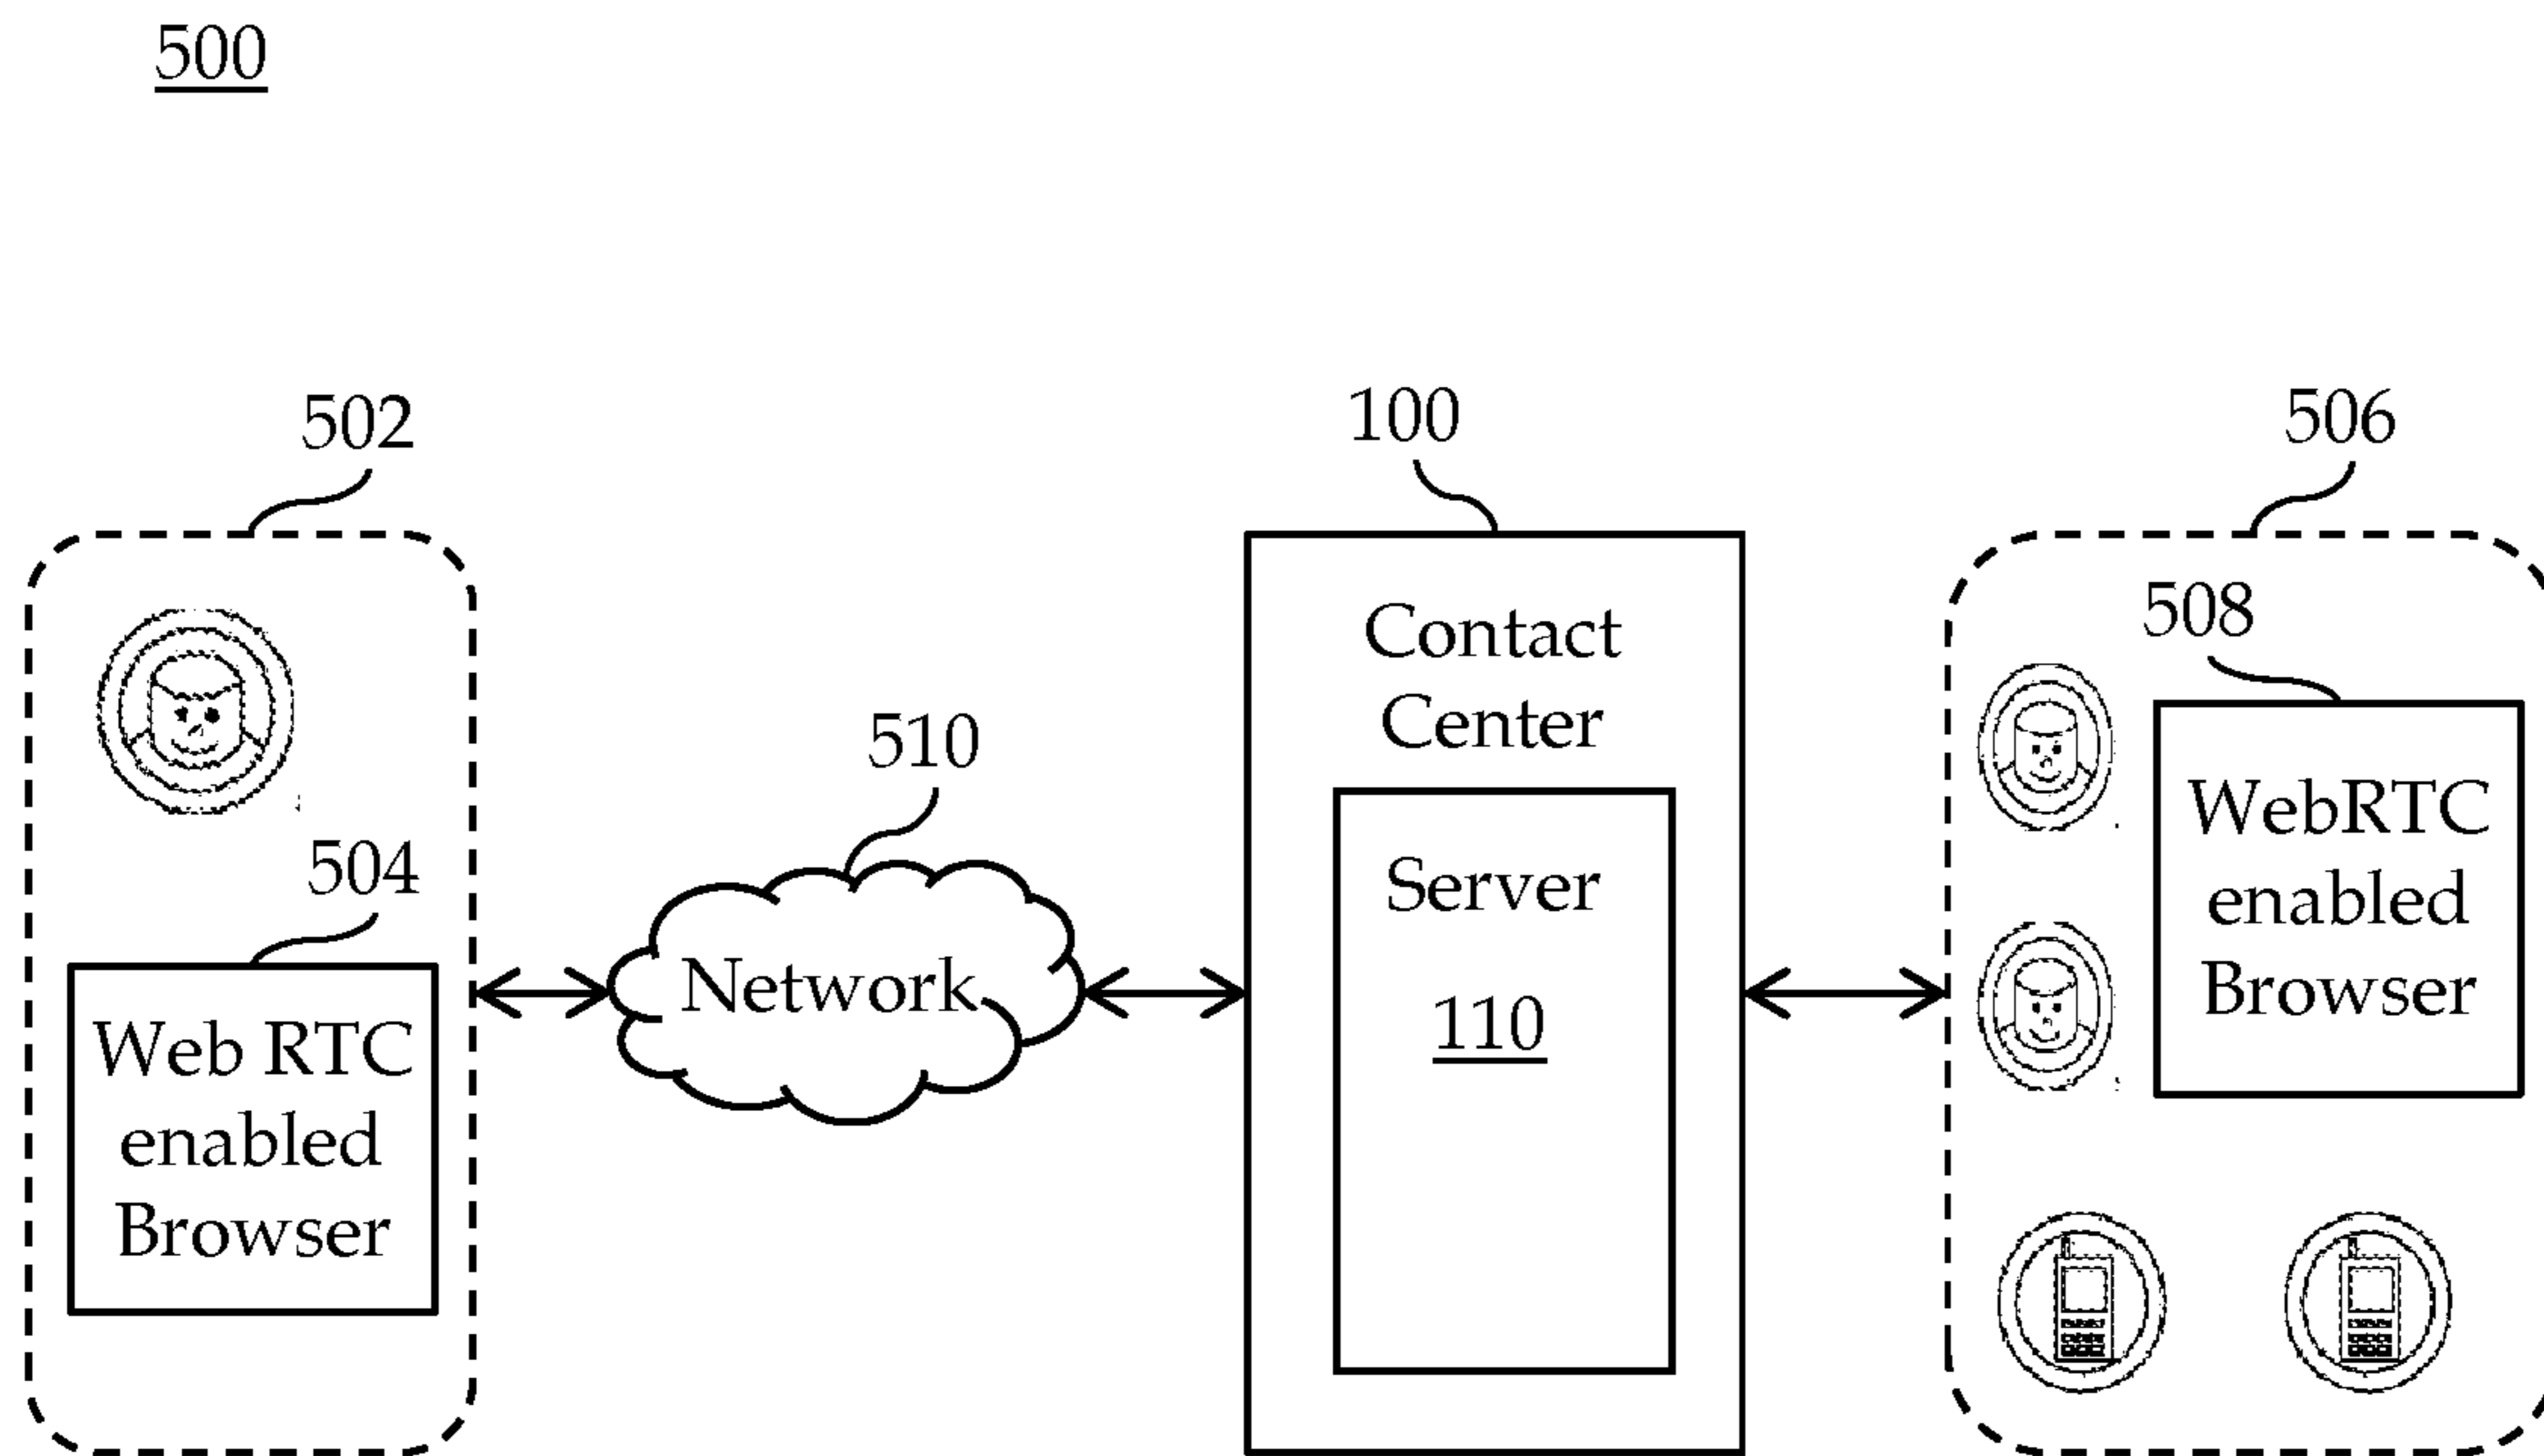 500
502
100
506
508
Contact
Center
510
504
WebRTC
enabled
Browser
Server
110
Network
Web RTC
enabled
Browser